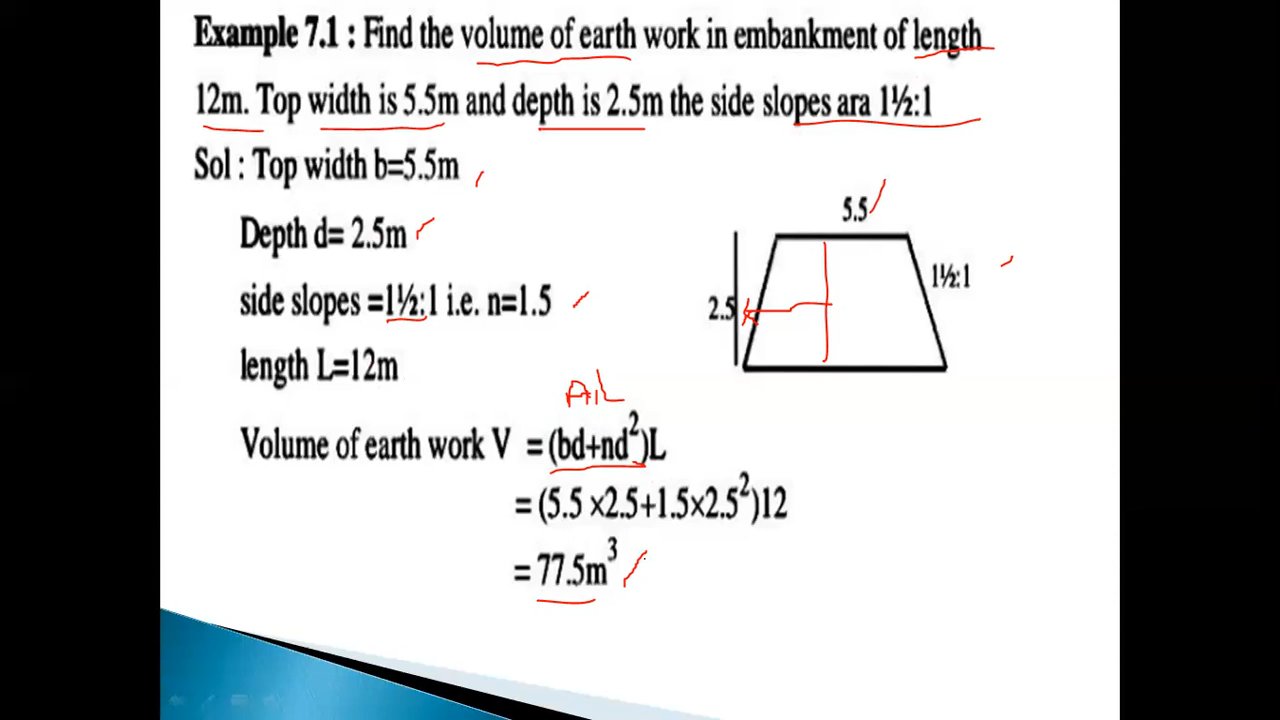 Example 7.1 : Find the volume of earth work in embankment of length
12m. Top width is 5.5m and depth is 2.5m the side slopes ara 1½:1
Sol : Top width b=5.5m
Depth d= 2.5m
side slopes =1½:1 i.e. n=1.5
length L=12m
5.5
2.5
1½:1
Volume of earth work V = (bd+nd²)L
= (5.5 ×2.5+1.5×2.5²)12
= 77.5m³